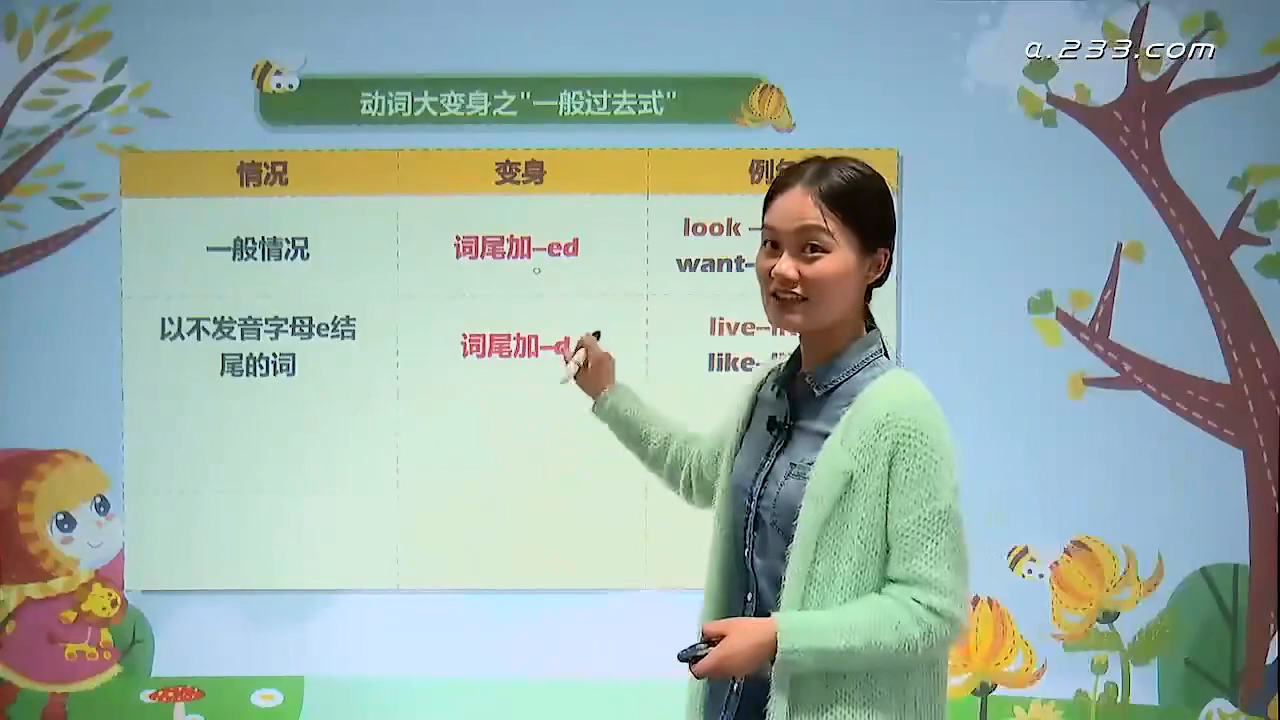 a.233.com
动词大变身之"一般过去式"
情况
变身
例
一般情况
词尾加-ed
look -
want-
以不发音字母e结
尾的词
词尾加-d
live-
like-